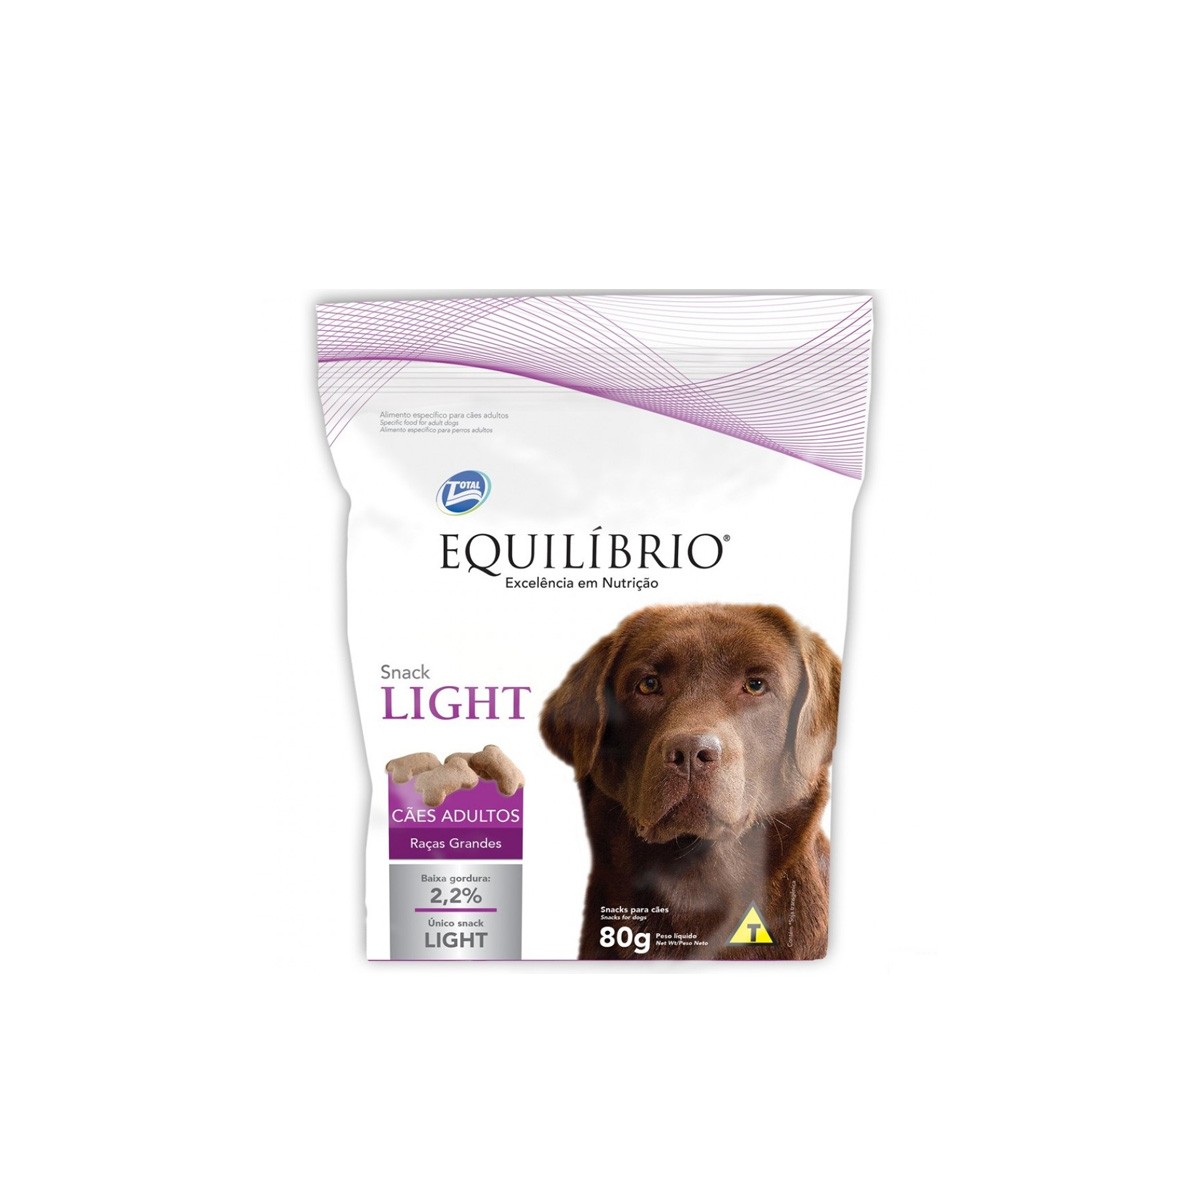 Alimento específico para cães adultos
Specific food for adult dogs
Alimento específico para perros adultos
TOTAL
EQUILÍBRIO®
Excelência em Nutrição
Snack
LIGHT
CÃES ADULTOS
Raças Grandes
Baixa gordura:
2,2%
Único snack
LIGHT
Snacks para cães
Snacks for dogs
80g
Peso líquido
Net Wt/Peso Neto
T